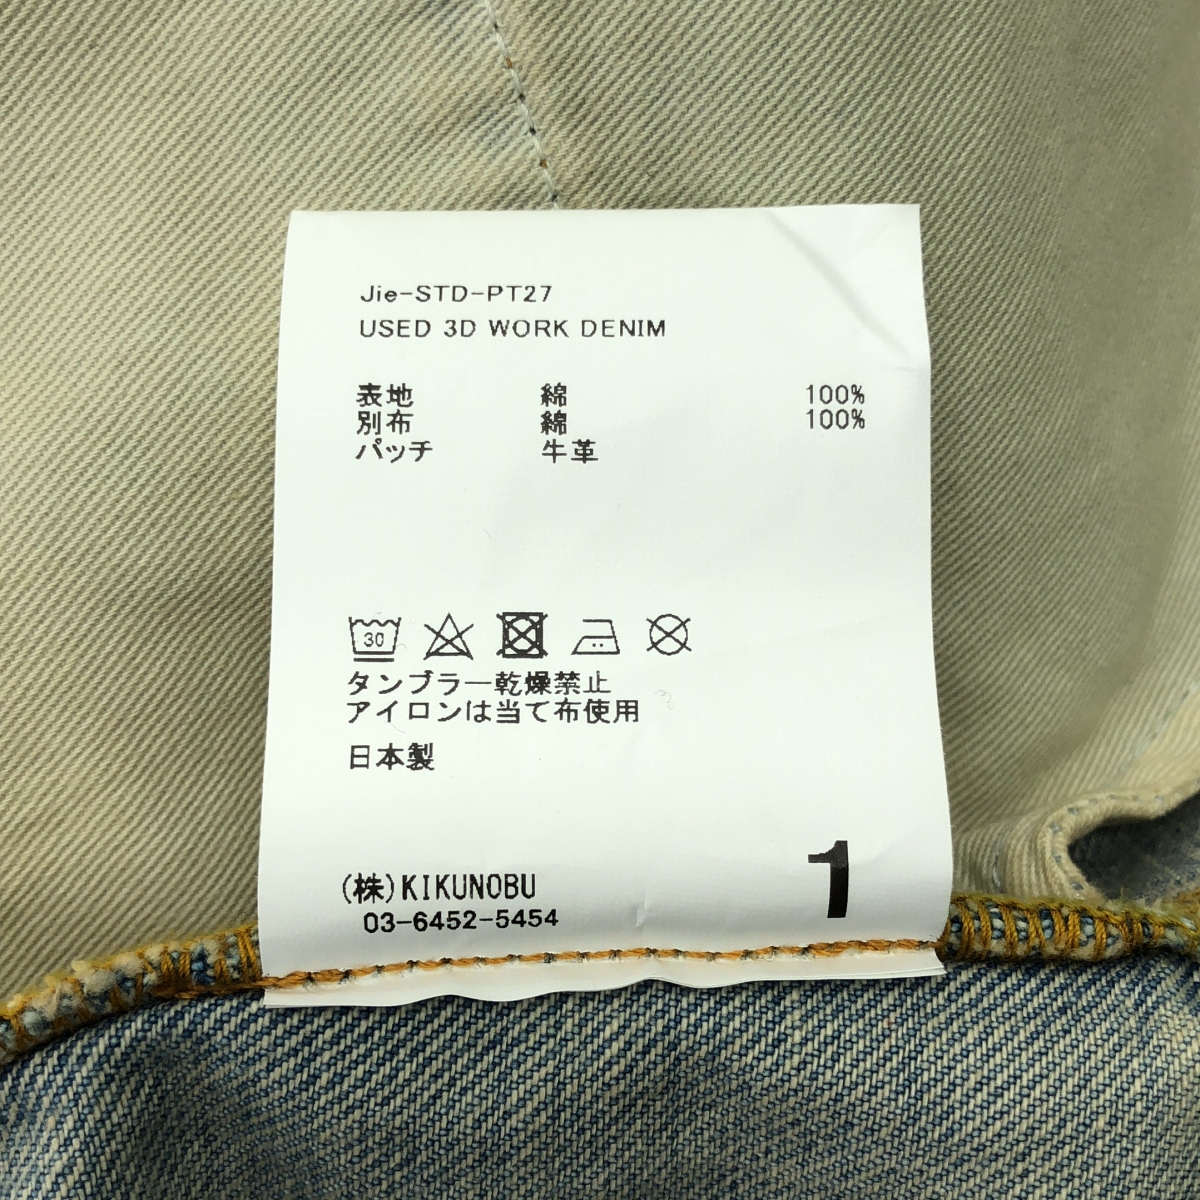 Jie-STD-PT27
USED 3D WORK DENIM
表地 綿 100%
別布 綿 100%
パッチ 牛革
30
タンブラー乾燥禁止
アイロンは当て布使用
日本製
1
(株)KIKUNOBU
03-6452-5454